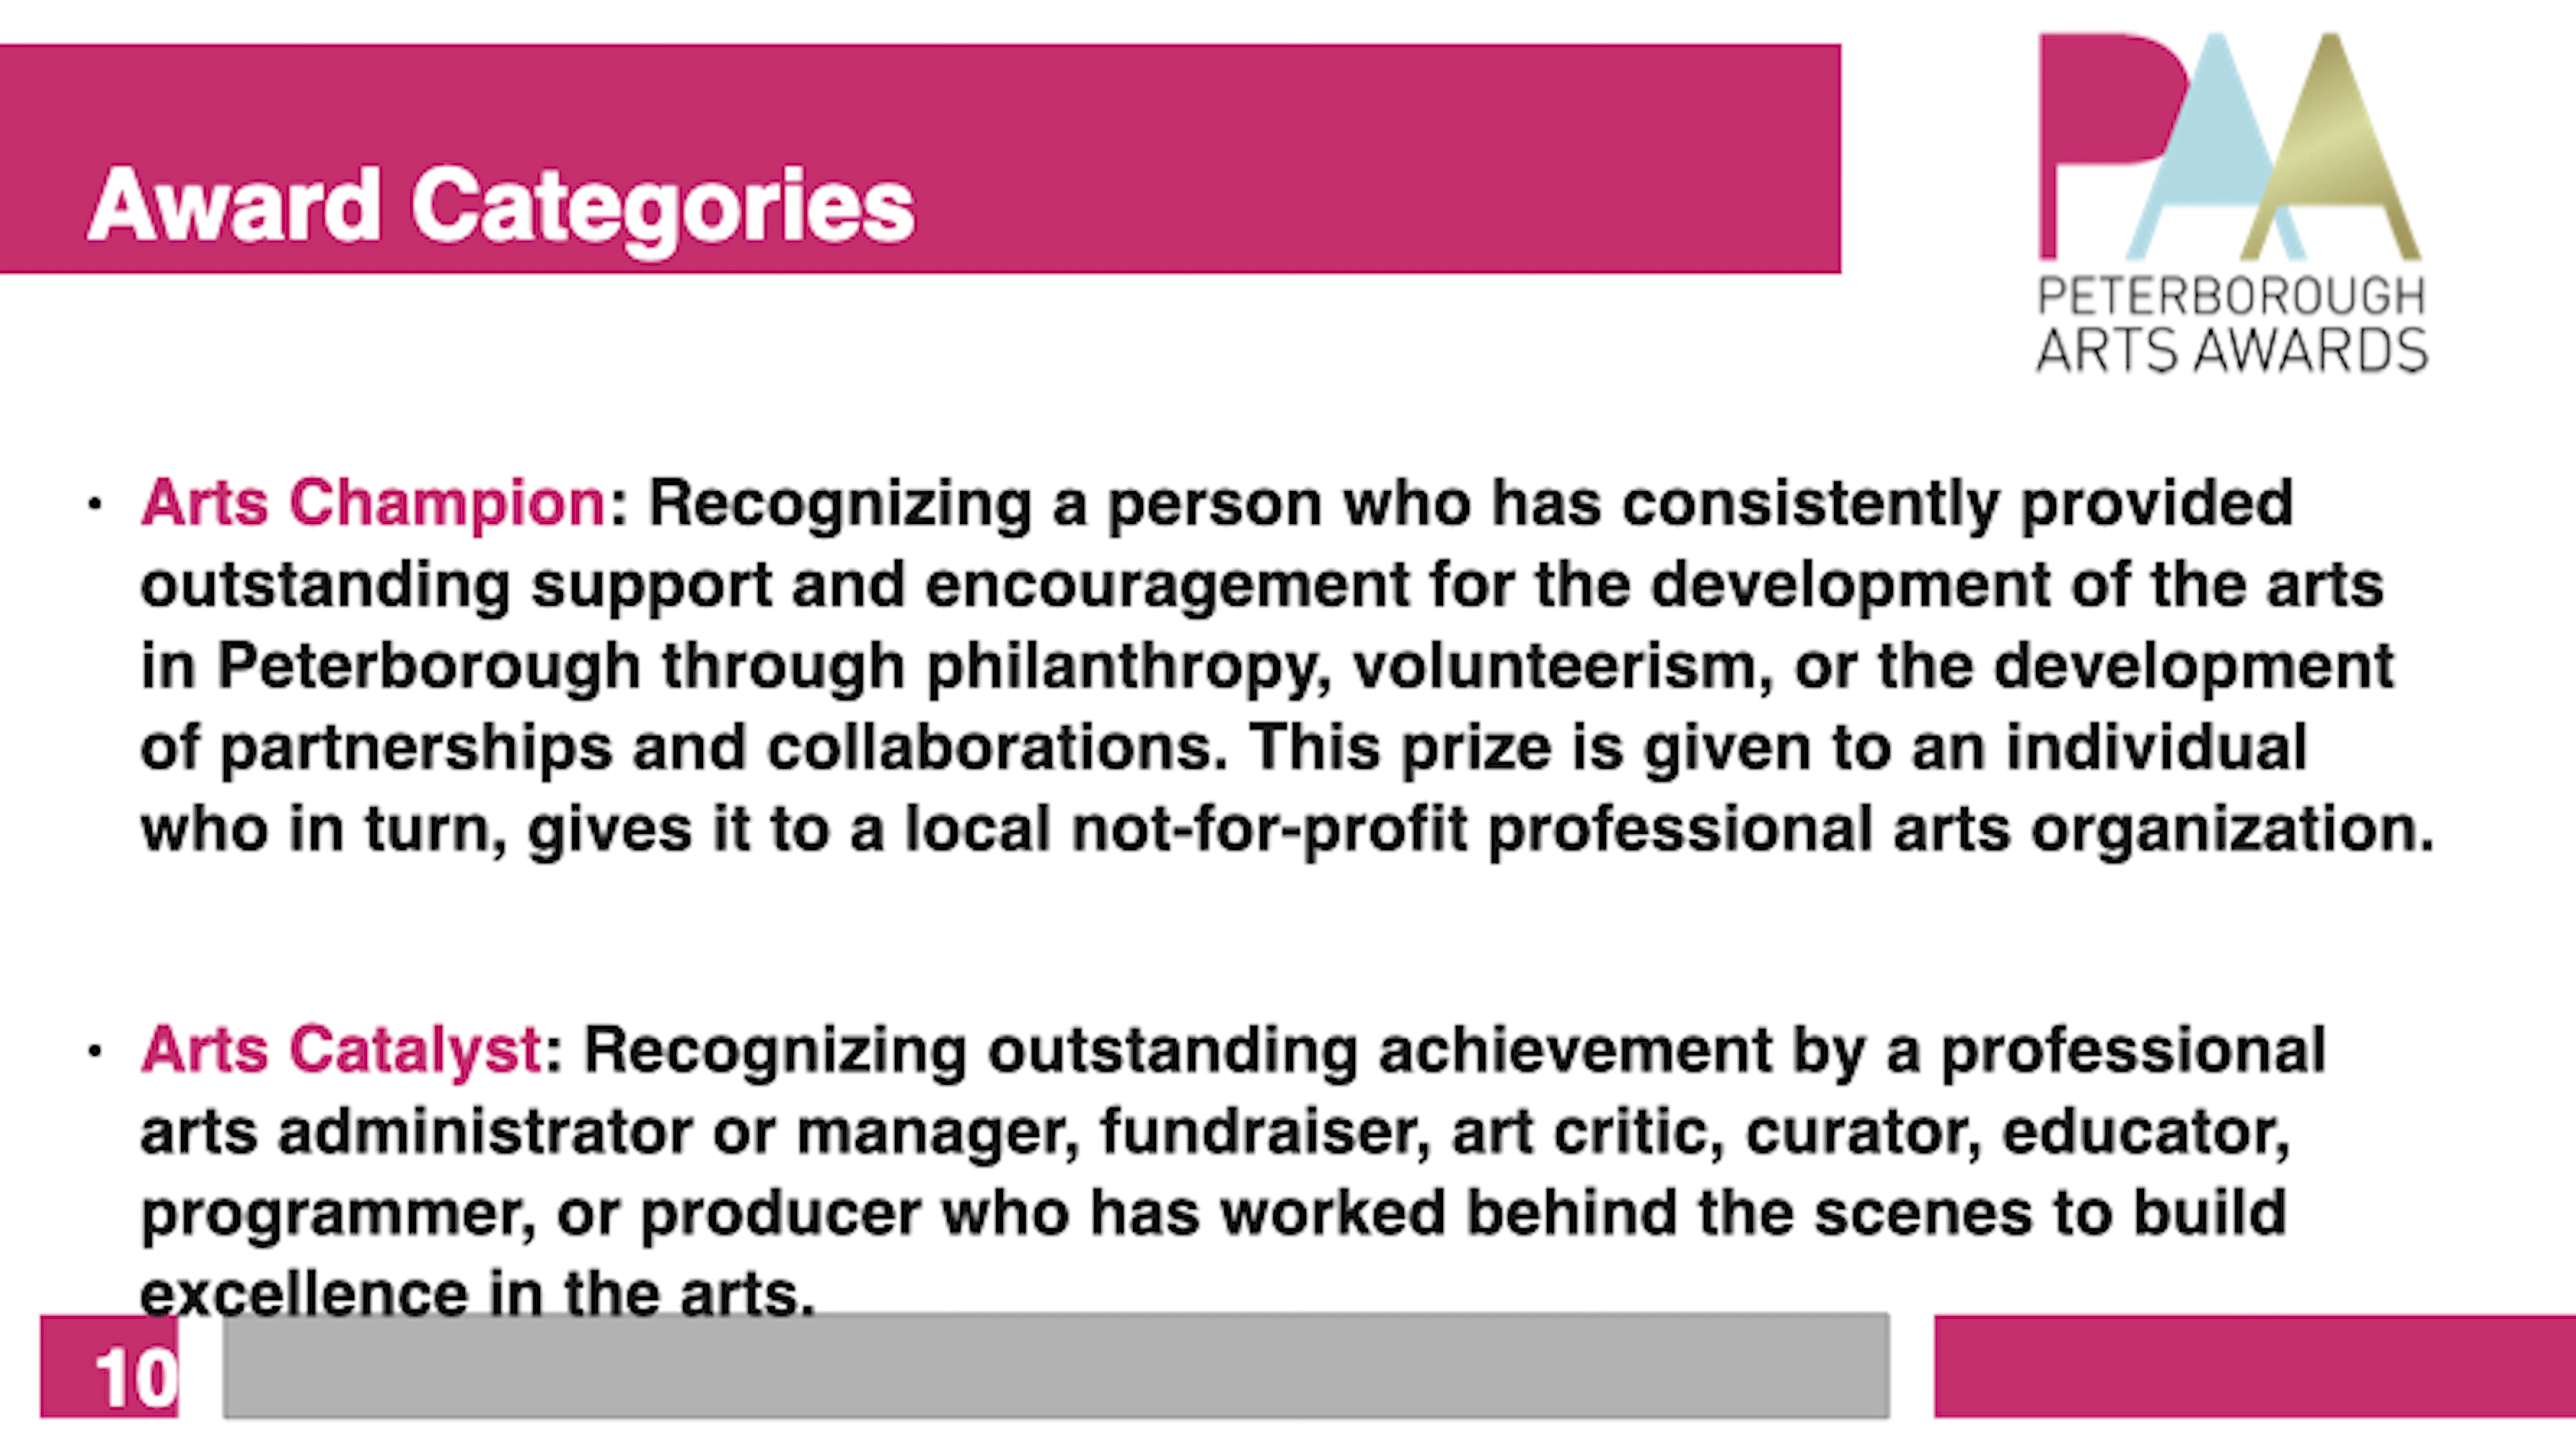 Award Categories
PAA
PETERBOROUGH
ARTS AWARDS
• Arts Champion: Recognizing a person who has consistently provided
outstanding support and encouragement for the development of the arts
in Peterborough through philanthropy, volunteerism, or the development
of partnerships and collaborations. This prize is given to an individual
who in turn, gives it to a local not-for-profit professional arts organization.
• Arts Catalyst: Recognizing outstanding achievement by a professional
arts administrator or manager, fundraiser, art critic, curator, educator,
programmer, or producer who has worked behind the scenes to build
excellence in the arts.
10